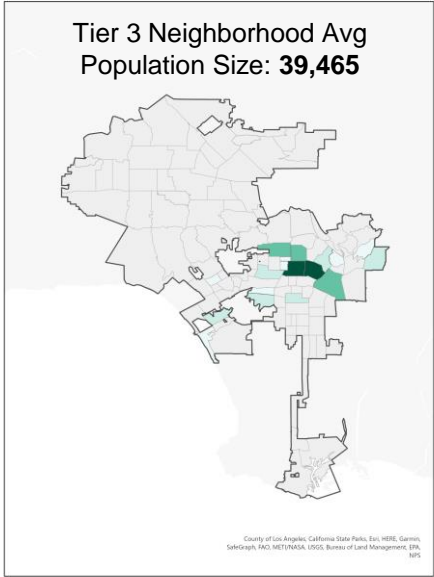 Tier 3 Neighborhood Avg
Population Size: 39,465
County of Los Angeles, California State Parks, Esri, HERE, Garmin,
SafeGraph, FAO, METI/NASA, USGS, Bureau of Land Management, EPA,
NPS